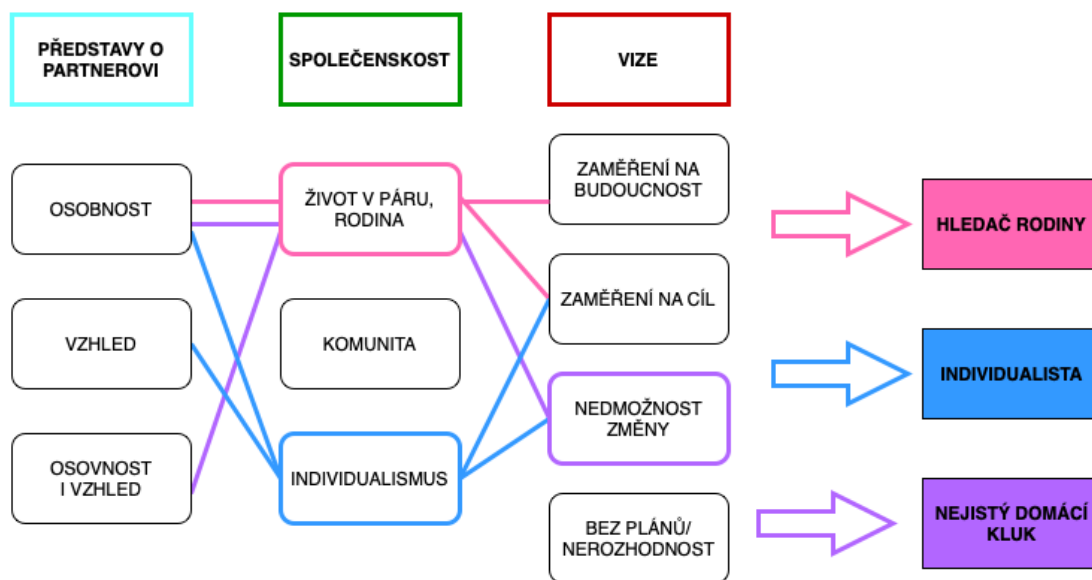 PŘEDSTAVY O
PARTNEROVI
SPOLEČENSKOST
VIZE
OSOBNOST
ŽIVOT V PÁRU,
RODINA
ZAMĚŘENÍ NA
BUDOUCNOST
HLEDAČ RODINY
VZHLED
KOMUNITA
ZAMĚŘENÍ NA CÍL
INDIVIDUALISTA
NEDMOŽNOST
ZMĚNY
OSOVNOST
I VZHLED
INDIVIDUALISMUS
BEZ PLÁNŮ/
NEROZHODNOST
NEJISTÝ DOMÁCÍ
KLUK